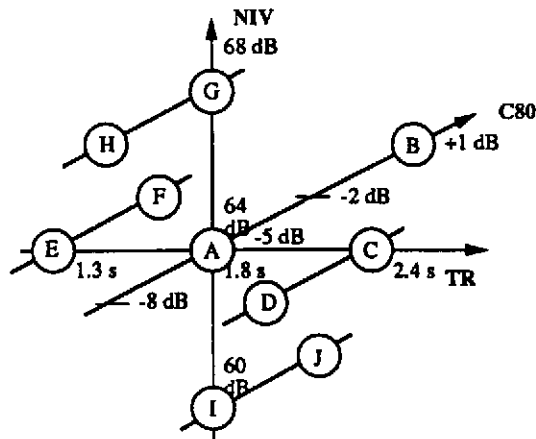 NIV
68 dB
G
C80
H
B
+1 dB
F
-2 dB
64
dB
-5 dB
E
A
C
1.3 s
1.8 s
2.4 s
TR
-8 dB
D
60
dB
J
I